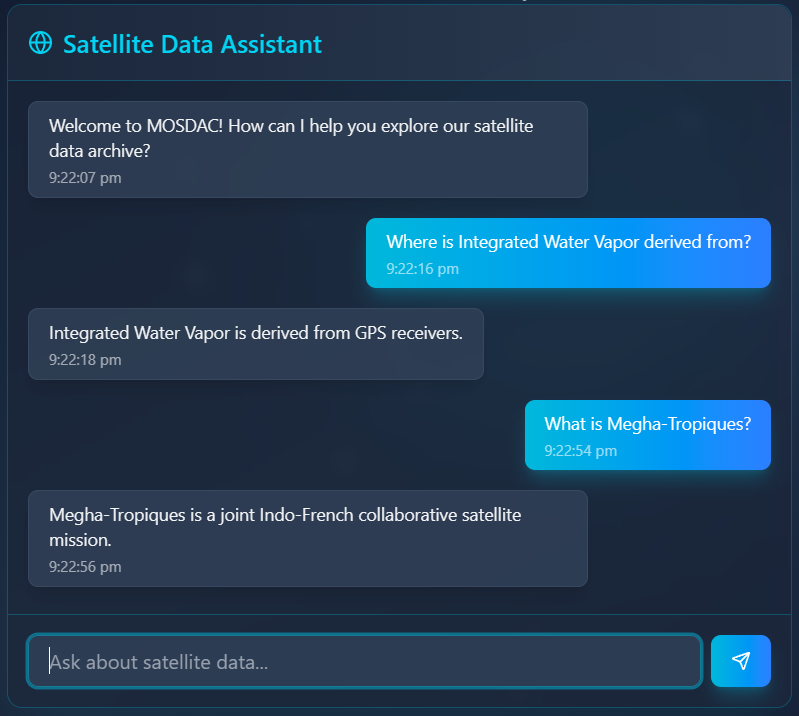 Satellite Data Assistant
Welcome to MOSDAC! How can I help you explore our satellite
data archive?
9:22:07 pm
Where is Integrated Water Vapor derived from?
9:22:16 pm
Integrated Water Vapor is derived from GPS receivers.
9:22:18 pm
What is Megha-Tropiques?
9:22:54 pm
Megha-Tropiques is a joint Indo-French collaborative satellite
mission.
9:22:56 pm
Ask about satellite data...